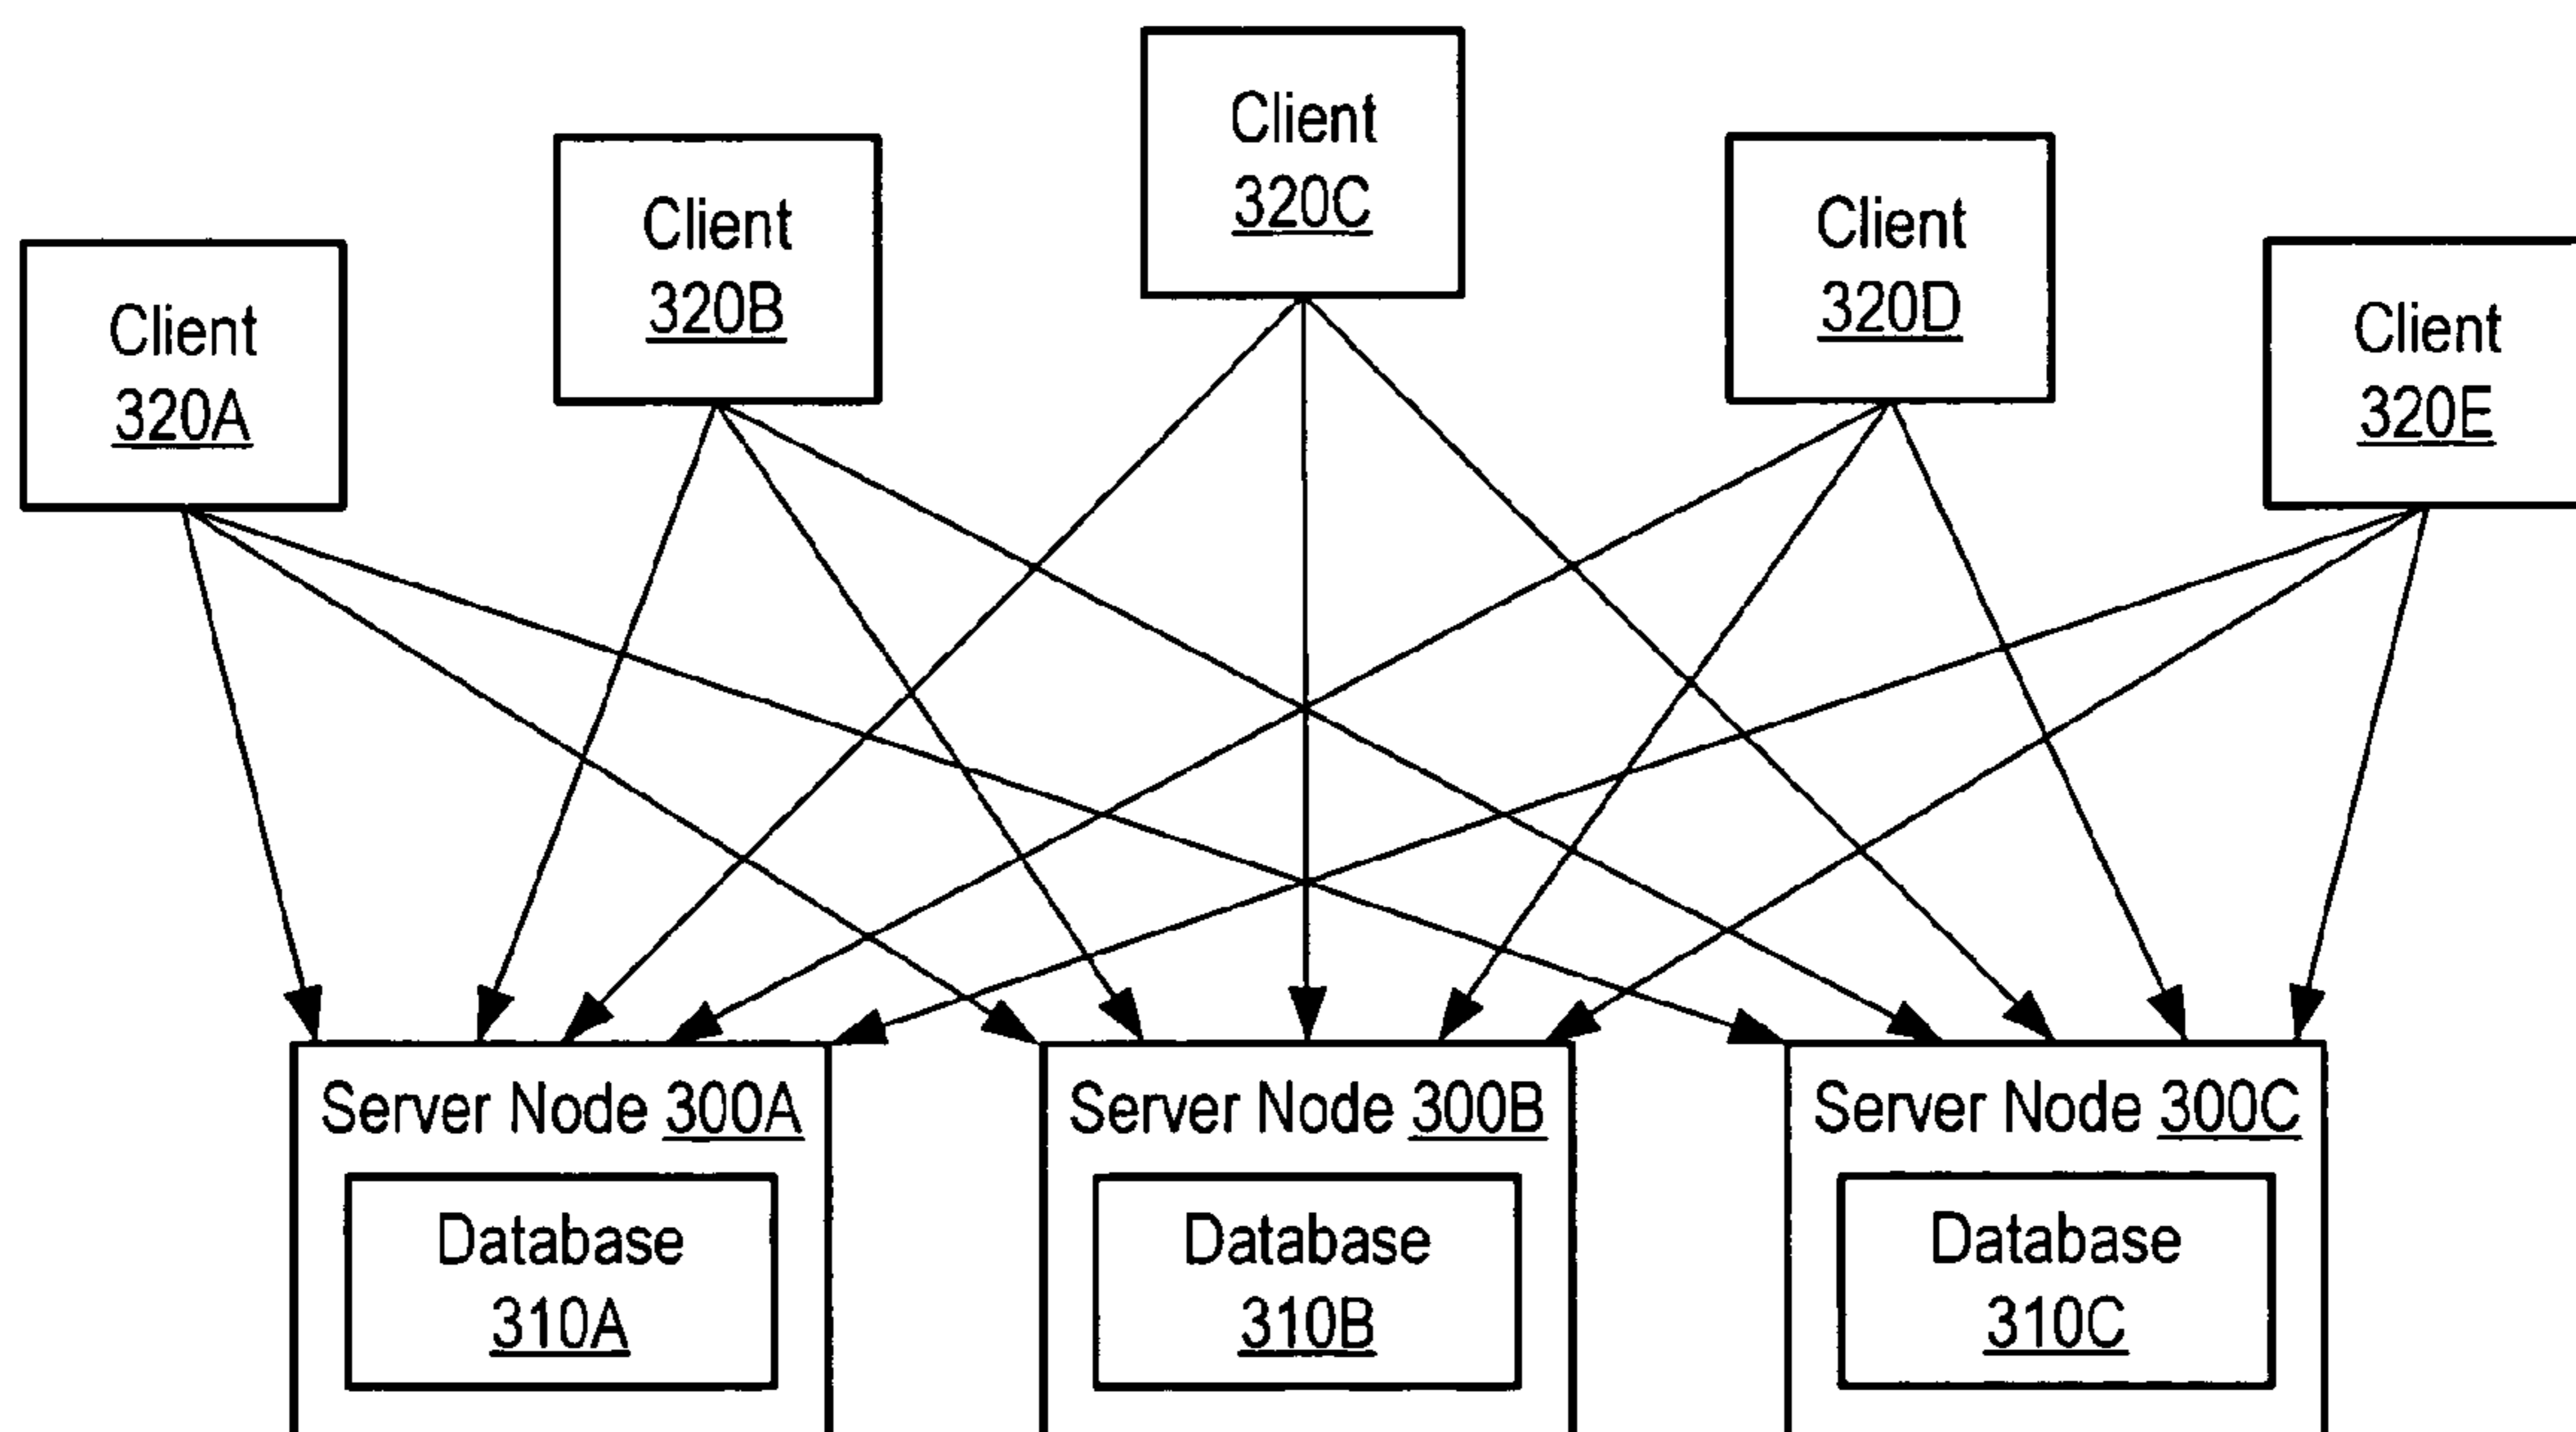 Client
320A
Client
320B
Client
320C
Client
320D
Client
320E
Server Node 300A
Database
310A
Server Node 300B
Database
310B
Server Node 300C
Database
310C